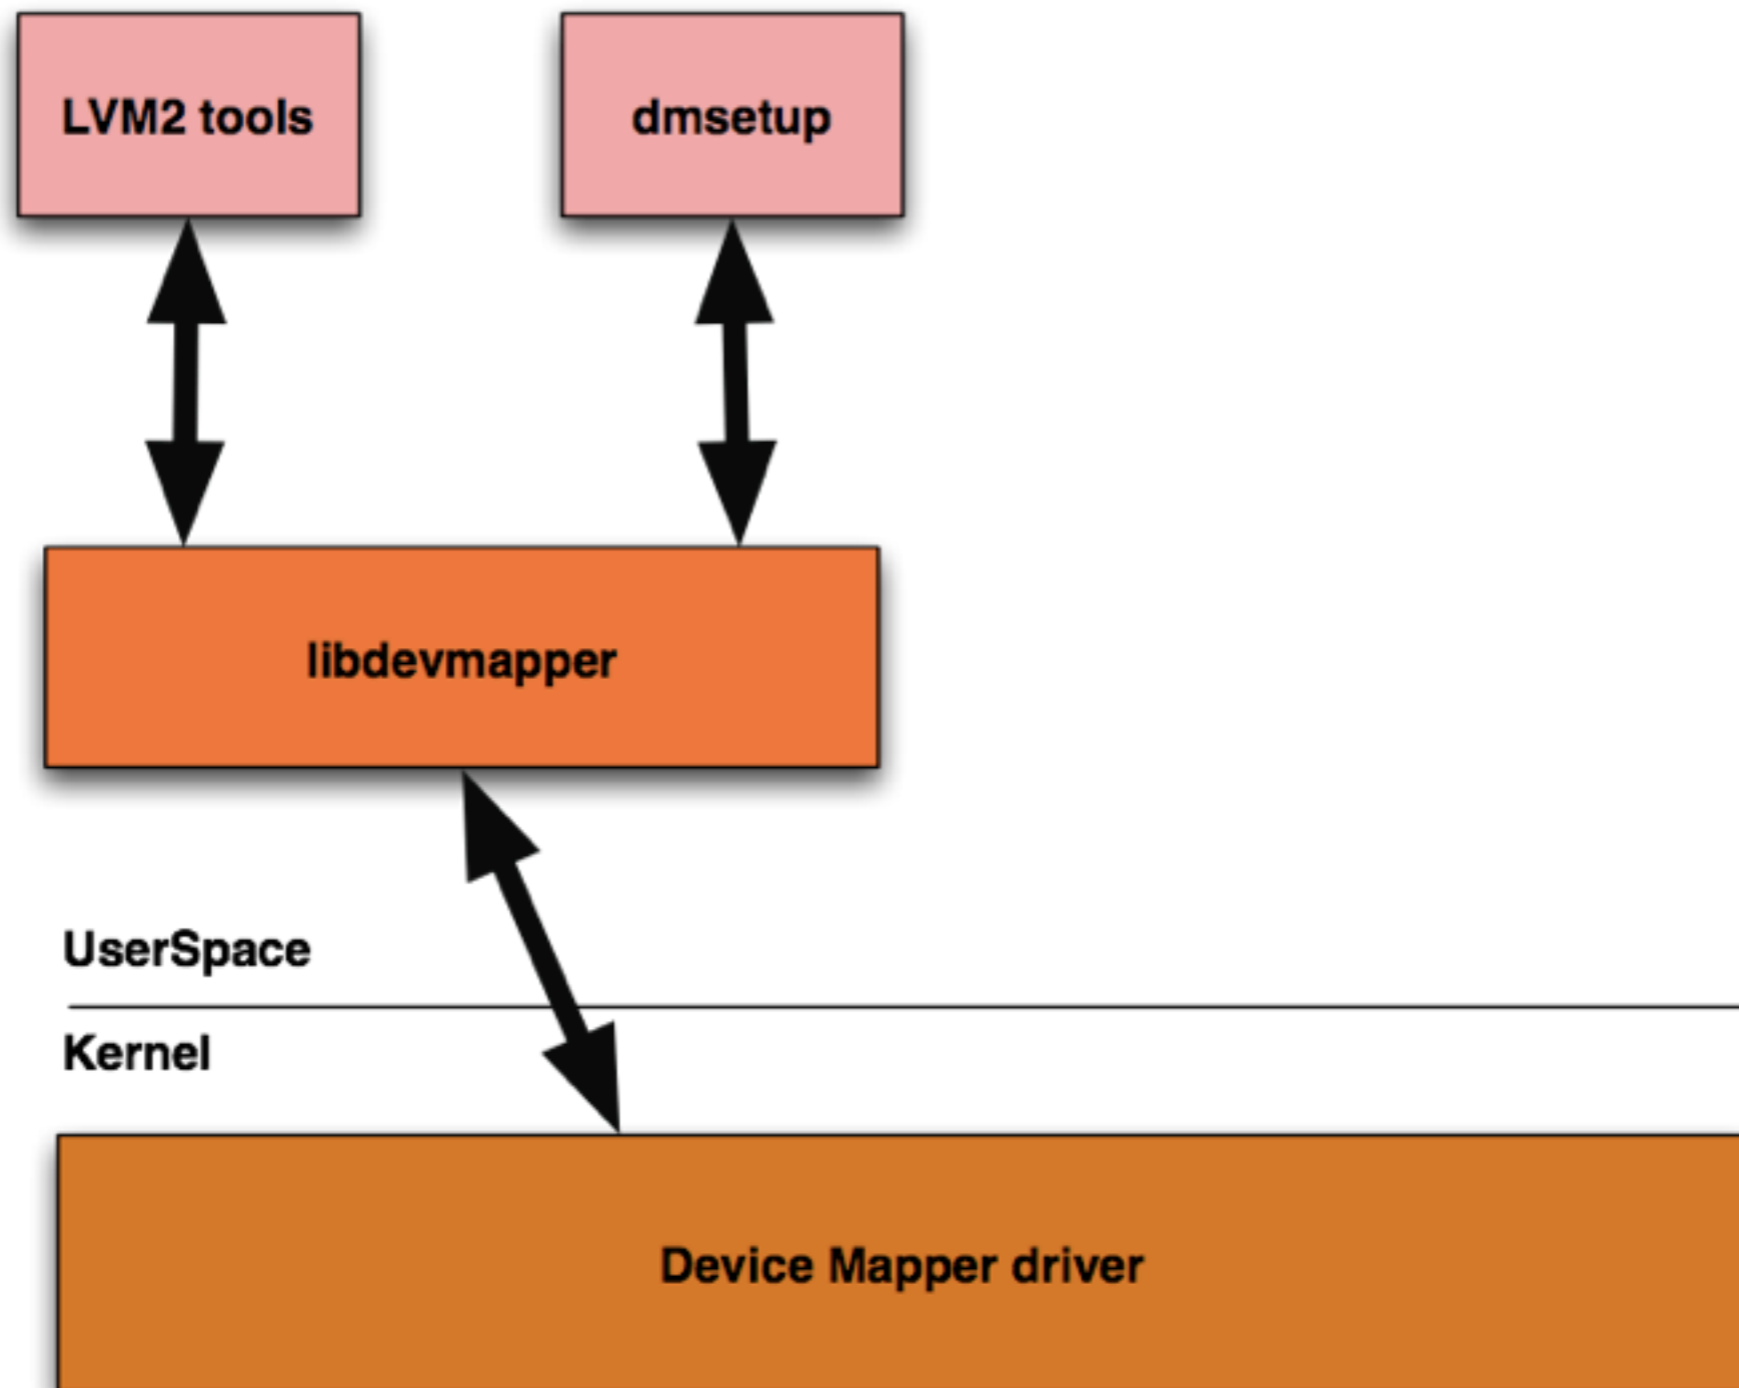 LVM2 tools
dmsetup
libdevmapper
UserSpace
Kernel
Device Mapper driver